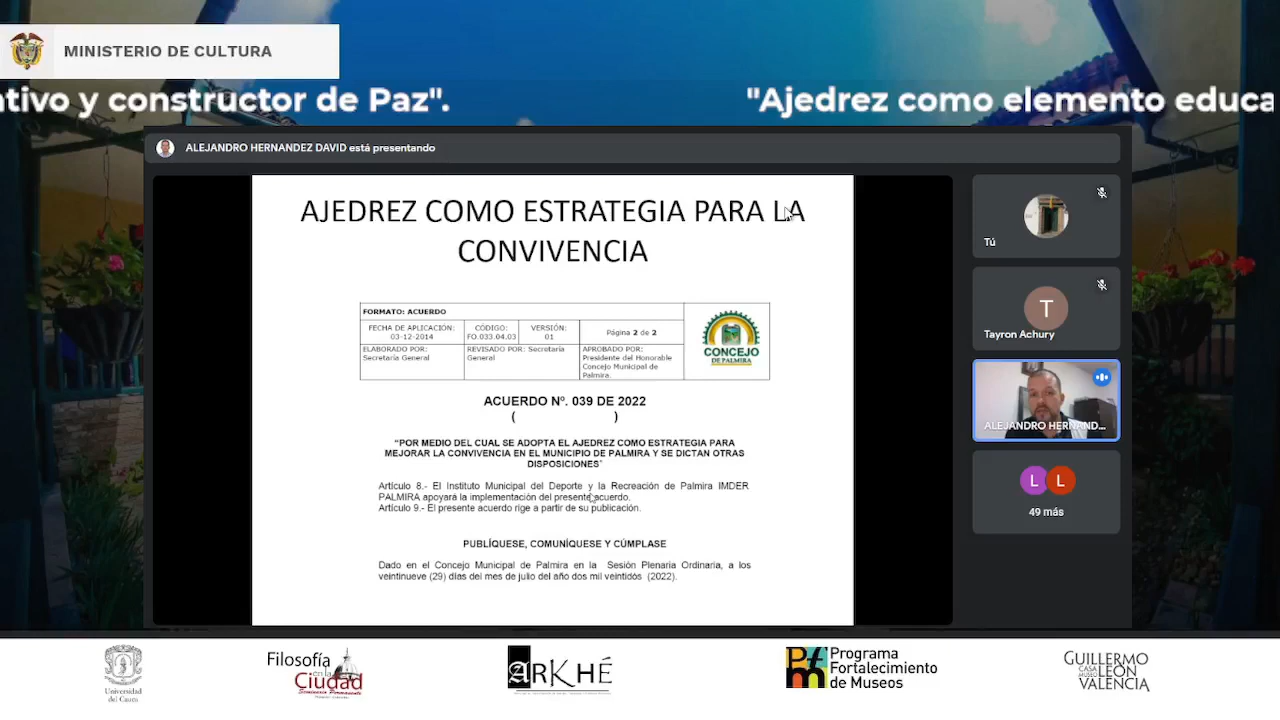 MINISTERIO DE CULTURA
ativo y constructor de Paz". "Ajedrez como elemento educa
ALEJANDRO HERNANDEZ DAVID está presentando
AJEDREZ COMO ESTRATEGIA PARA LA
CONVIVENCIA
FORMATO: ACUERDO
FECHA DE APLICACIÓN:
03-12-2014
CÓDIGO:
FO.033.04.03
VERSIÓN:
01
Página 2 de 2
ELABORADO POR:
Secretaría General
REVISADO POR: Secretaría
General
APROBADO POR:
Presidente del Honorable
Concejo Municipal de
Palmira.
CONCEJO
DE PALMIRA
ACUERDO Nº. 039 DE 2022
( )
"POR MEDIO DEL CUAL SE ADOPTA EL AJEDREZ COMO ESTRATEGIA PARA
MEJORAR LA CONVIVENCIA EN EL MUNICIPIO DE PALMIRA Y SE DICTAN OTRAS
DISPOSICIONES"
Artículo 8.- El Instituto Municipal del Deporte y la Recreación de Palmira IMDER
PALMIRA apoyará la implementación del presente acuerdo.
Artículo 9.- El presente acuerdo rige a partir de su publicación.
PUBLÍQUESE, COMUNÍQUESE Y CÚMPLASE
Dado en el Concejo Municipal de Palmira en la Sesión Plenaria Ordinaria, a los
veintinueve (29) días del mes de julio del año dos mil veintidós (2022).
Tú
T
Tayron Achury
ALEJANDRO HERNAND...
L L
49 más
Universidad
del Cauca
Filosofía
en la
Ciudad
ARKHÉ
Pfm
Programa
Fortalecimiento
de Museos
GUILLERMO
CASA MUSEO
LEÓN
VALENCIA